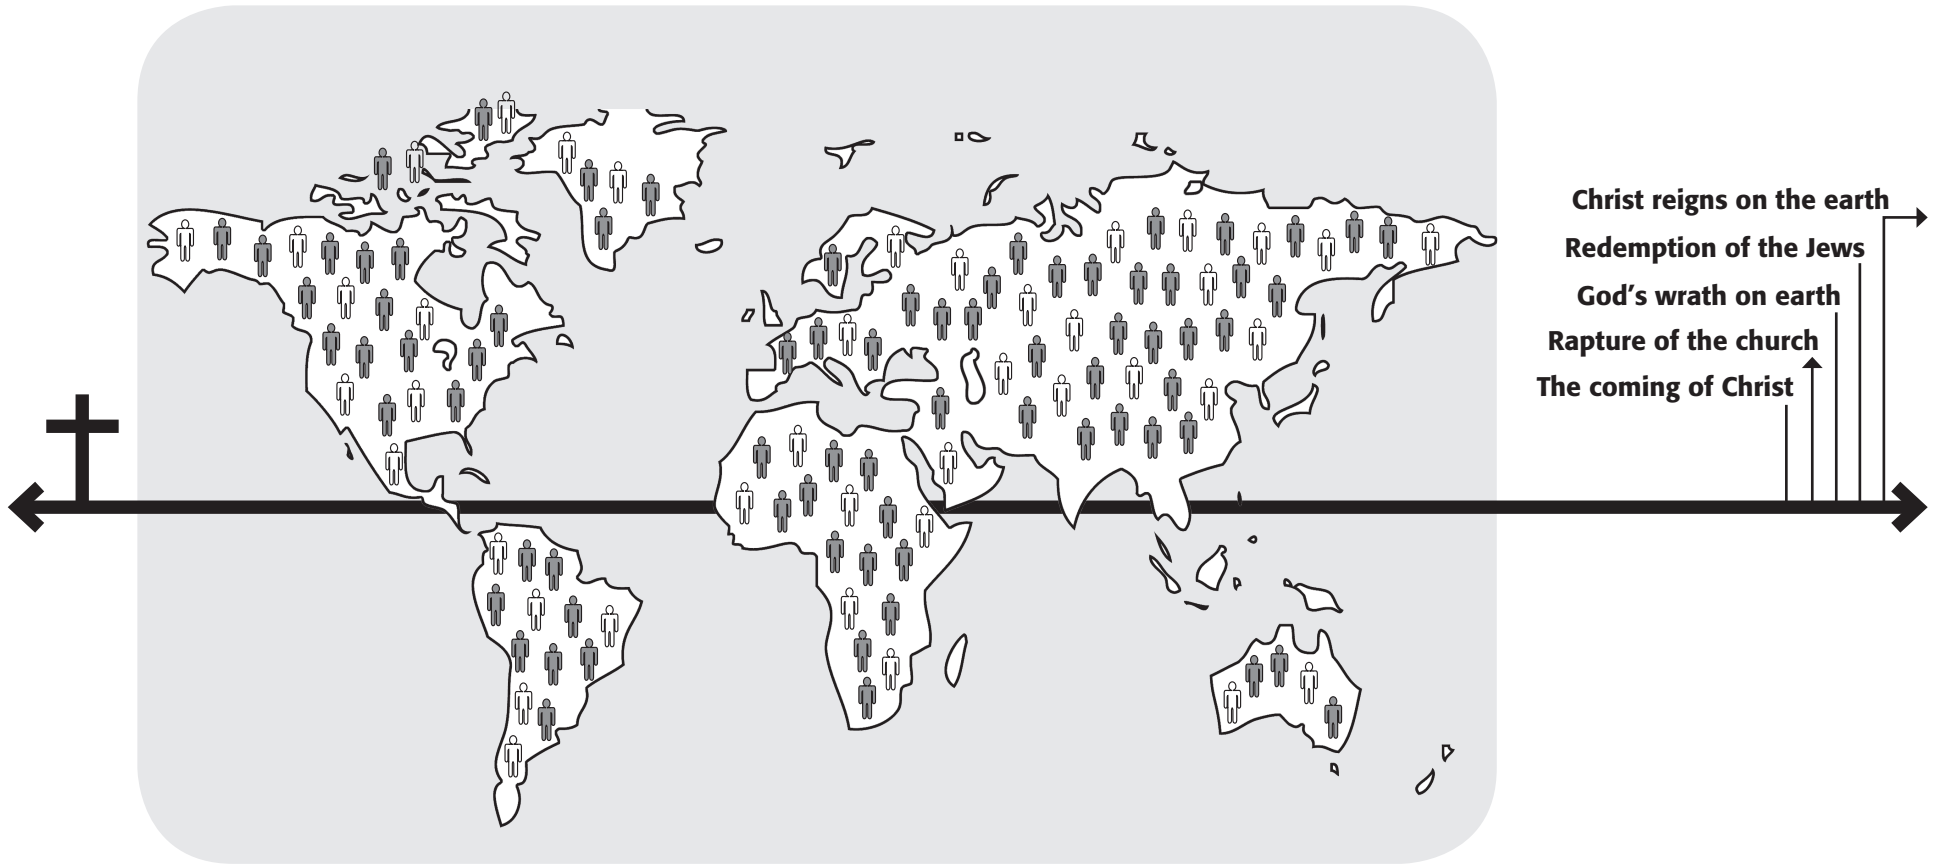 Christ reigns on the earth
Redemption of the Jews
God's wrath on earth
Rapture of the church
The coming of Christ